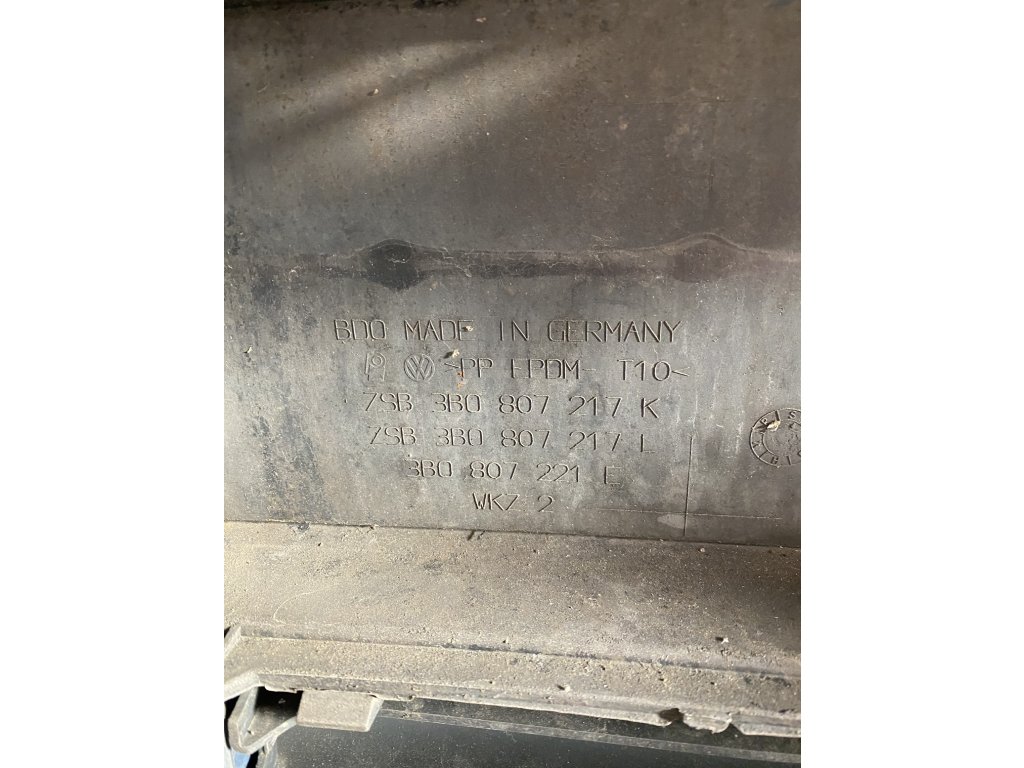 BDO MADE IN GERMANY
>PP EPDM- T10<
ZSB 3B0 807 217 K
ZSB 3B0 807 217 L
3B0 807 221 E
WKZ 2